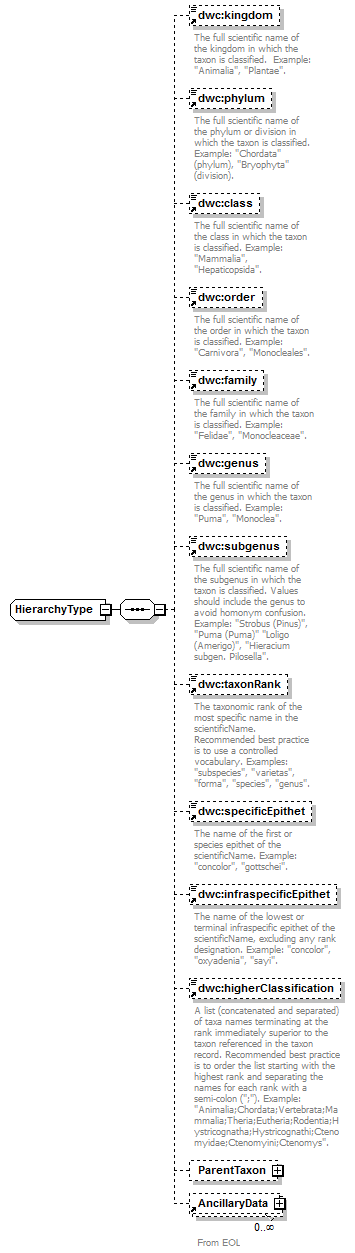 dwc:kingdom
The full scientific name of
the kingdom in which the
taxon is classified.  Example:
"Animalia", "Plantae".
dwc:phylum
The full scientific name of
the phylum or division in
which the taxon is classified.
Example: "Chordata"
(phylum), "Bryophyta"
(division).
dwc:class
The full scientific name of
the class in which the taxon
is classified. Example:
"Mammalia",
"Hepaticopsida".
dwc:order
The full scientific name of
the order in which the taxon
is classified. Example:
"Carnivora", "Monocleales".
dwc:family
The full scientific name of
the family in which the taxon
is classified. Example:
"Felidae", "Monocleaceae".
dwc:genus
The full scientific name of
the genus in which the taxon
is classified. Example:
"Puma", "Monoclea".
dwc:subgenus
The full scientific name of
the subgenus in which the
taxon is classified. Values
should include the genus to
avoid homonym confusion.
Example: "Strobus (Pinus)",
"Puma (Puma)" "Loligo
(Amerigo)", "Hieracium
subgen. Pilosella".
HierarchyType
dwc:taxonRank
The taxonomic rank of the
most specific name in the
scientificName.
Recommended best practice
is to use a controlled
vocabulary. Examples:
"subspecies", "varietas",
"forma", "species", "genus".
dwc:specificEpithet
The name of the first or
species epithet of the
scientificName. Example:
"concolor", "gottschei".
dwc:infraspecificEpithet
The name of the lowest or
terminal infraspecific epithet of the
scientificName, excluding any rank
designation. Example: "concolor",
"oxyadenia", "sayi".
dwc:higherClassification
A list (concatenated and separated)
of taxa names terminating at the
rank immediately superior to the
taxon referenced in the taxon
record. Recommended best practice
is to order the list starting with the
highest rank and separating the
names for each rank with a
semi-colon (";"). Example:
"Animalia;Chordata;Vertebrata;Ma
mmalia;Theria;Eutheria;Rodentia;H
ystricognatha;Hystricognathi;Cteno
myidae;Ctenomyini;Ctenomys".
ParentTaxon
AncillaryData
0..∞
From EOL